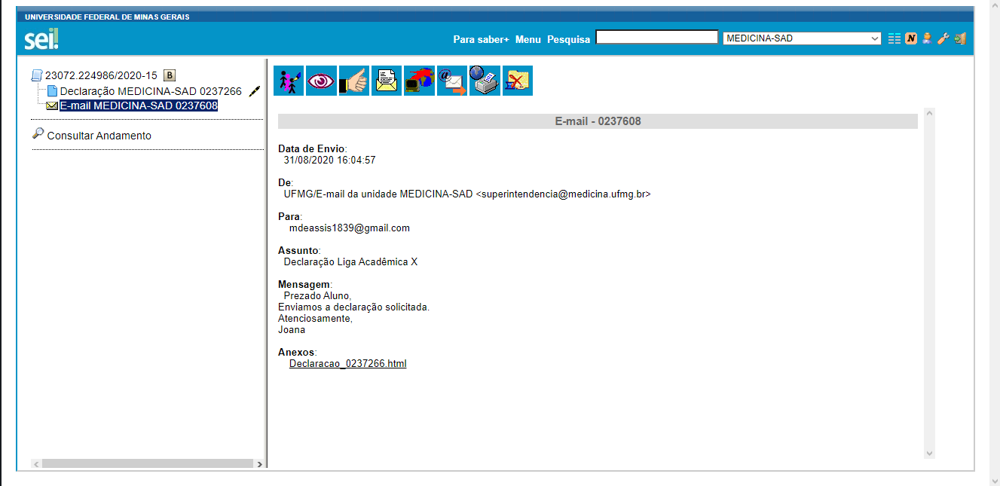 UNIVERSIDADE FEDERAL DE MINAS GERAIS
sei!
Para saber+ Menu Pesquisa MEDICINA-SAD N
23072.224986/2020-15 B
Declaração MEDICINA-SAD 0237266
E-mail MEDICINA-SAD 0237608
Consultar Andamento
@
E-mail - 0237608
Data de Envio:
31/08/2020 16:04:57
De:
UFMG/E-mail da unidade MEDICINA-SAD <superintendencia@medicina.ufmg.br>
Para:
mdeassis1839@gmail.com
Assunto:
Declaração Liga Acadêmica X
Mensagem:
Prezado Aluno,
Enviamos a declaração solicitada.
Atenciosamente,
Joana
Anexos:
Declaracao_0237266.html